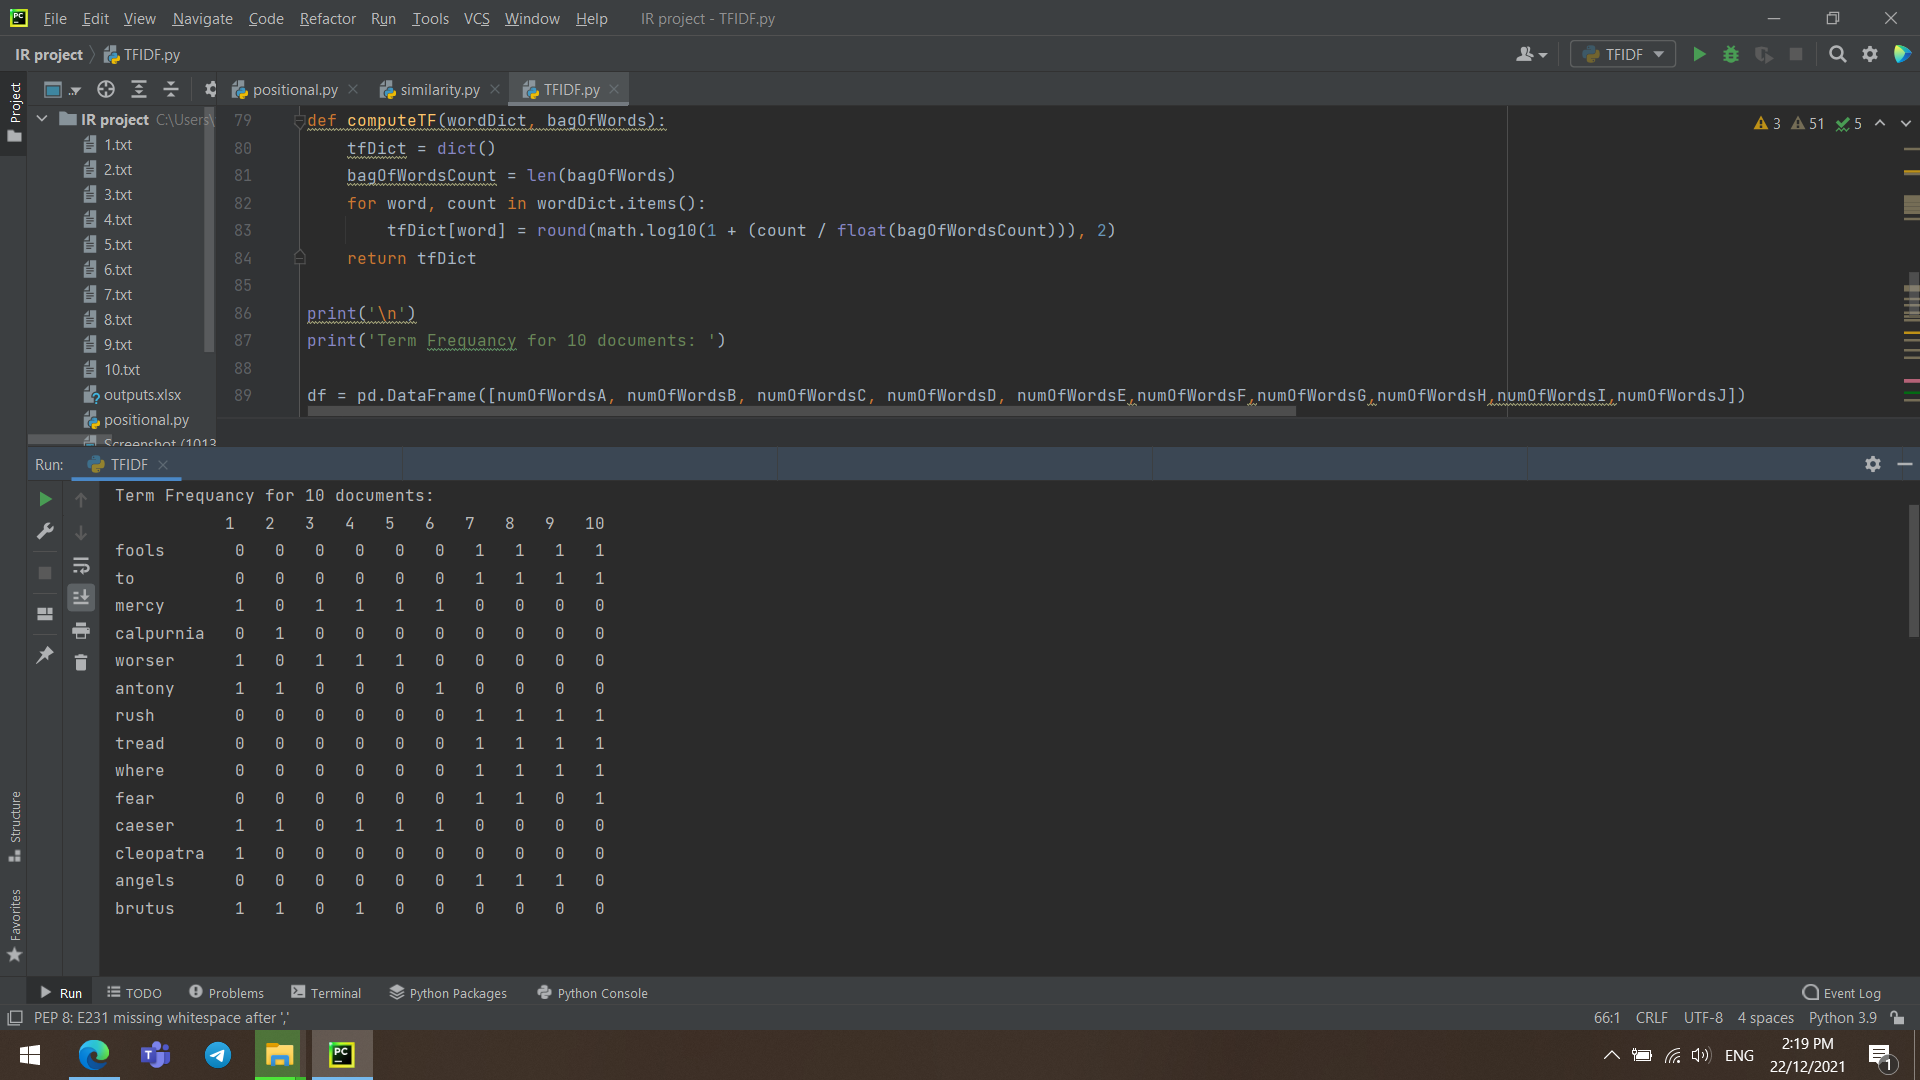 File Edit View Navigate Code Refactor Run Tools VCS Window Help IR project - TFIDF.py
IR project TFIDF.py TFIDF
Project
positional.py similarity.py TFIDF.py
IR project C:\Users\
1.txt
2.txt
3.txt
4.txt
5.txt
6.txt
7.txt
8.txt
9.txt
10.txt
outputs.xlsx
positional.py
Screenshot (1013
3 51 5
79 def computeTF(wordDict, bagOfWords):
80 tfDict = dict()
81 bagOfWordsCount = len(bagOfWords)
82 for word, count in wordDict.items():
83 tfDict[word] = round(math.log10(1 + (count / float(bagOfWordsCount))), 2)
84 return tfDict
85
86 print('\n')
87 print('Term Frequancy for 10 documents: ')
88
89 df = pd.DataFrame([numOfWordsA, numOfWordsB, numOfWordsC, numOfWordsD, numOfWordsE,numOfWordsF,numOfWordsG,numOfWordsH,numOfWordsI,numOfWordsJ])
Run: TFIDF
Term Frequancy for 10 documents:
1 2 3 4 5 6 7 8 9 10
fools 0 0 0 0 0 0 1 1 1 1
to 0 0 0 0 0 0 1 1 1 1
mercy 1 0 1 1 1 1 0 0 0 0
calpurnia 0 1 0 0 0 0 0 0 0 0
worser 1 0 1 1 1 0 0 0 0 0
antony 1 1 0 0 0 1 0 0 0 0
rush 0 0 0 0 0 0 1 1 1 1
tread 0 0 0 0 0 0 1 1 1 1
where 0 0 0 0 0 0 1 1 1 1
fear 0 0 0 0 0 0 1 1 0 1
caeser 1 1 0 1 1 1 0 0 0 0
cleopatra 1 0 0 0 0 0 0 0 0 0
angels 0 0 0 0 0 0 1 1 1 0
brutus 1 1 0 1 0 0 0 0 0 0
Structure
Favorites
Run TODO Problems Terminal Python Packages Python Console Event Log
PEP 8: E231 missing whitespace after ',' 66:1 CRLF UTF-8 4 spaces Python 3.9
ENG 2:19 PM
22/12/2021
1